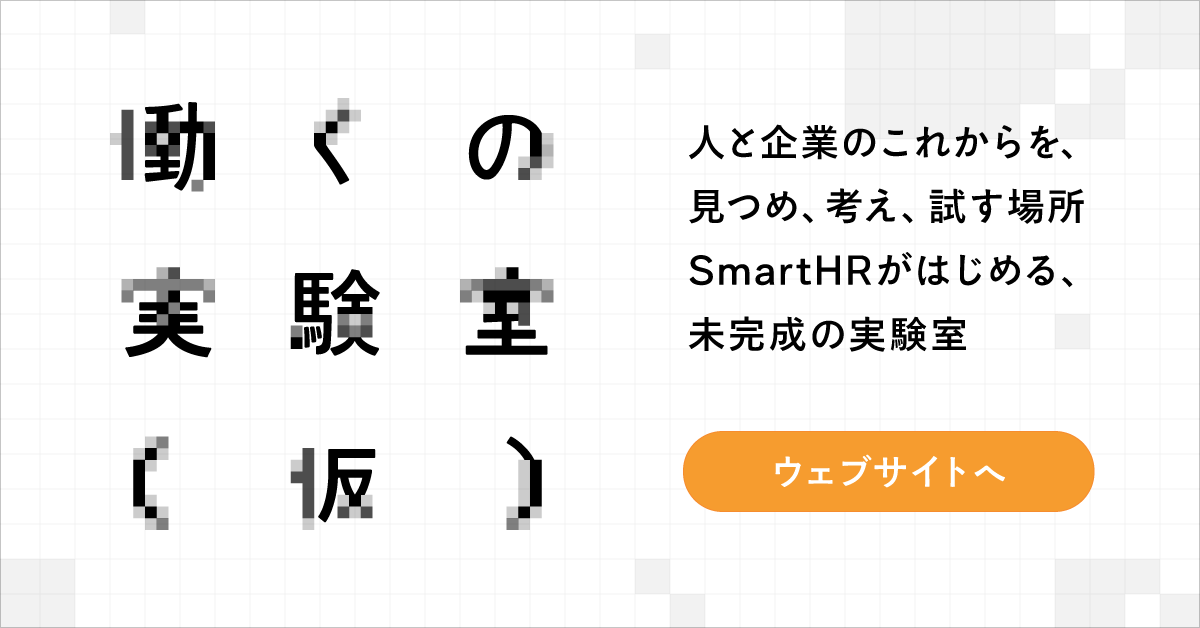 働くの
実験室
(仮)
人と企業のこれからを、
見つめ、考え、試す場所
SmartHRがはじめる、
未完成の実験室
ウェブサイトへ